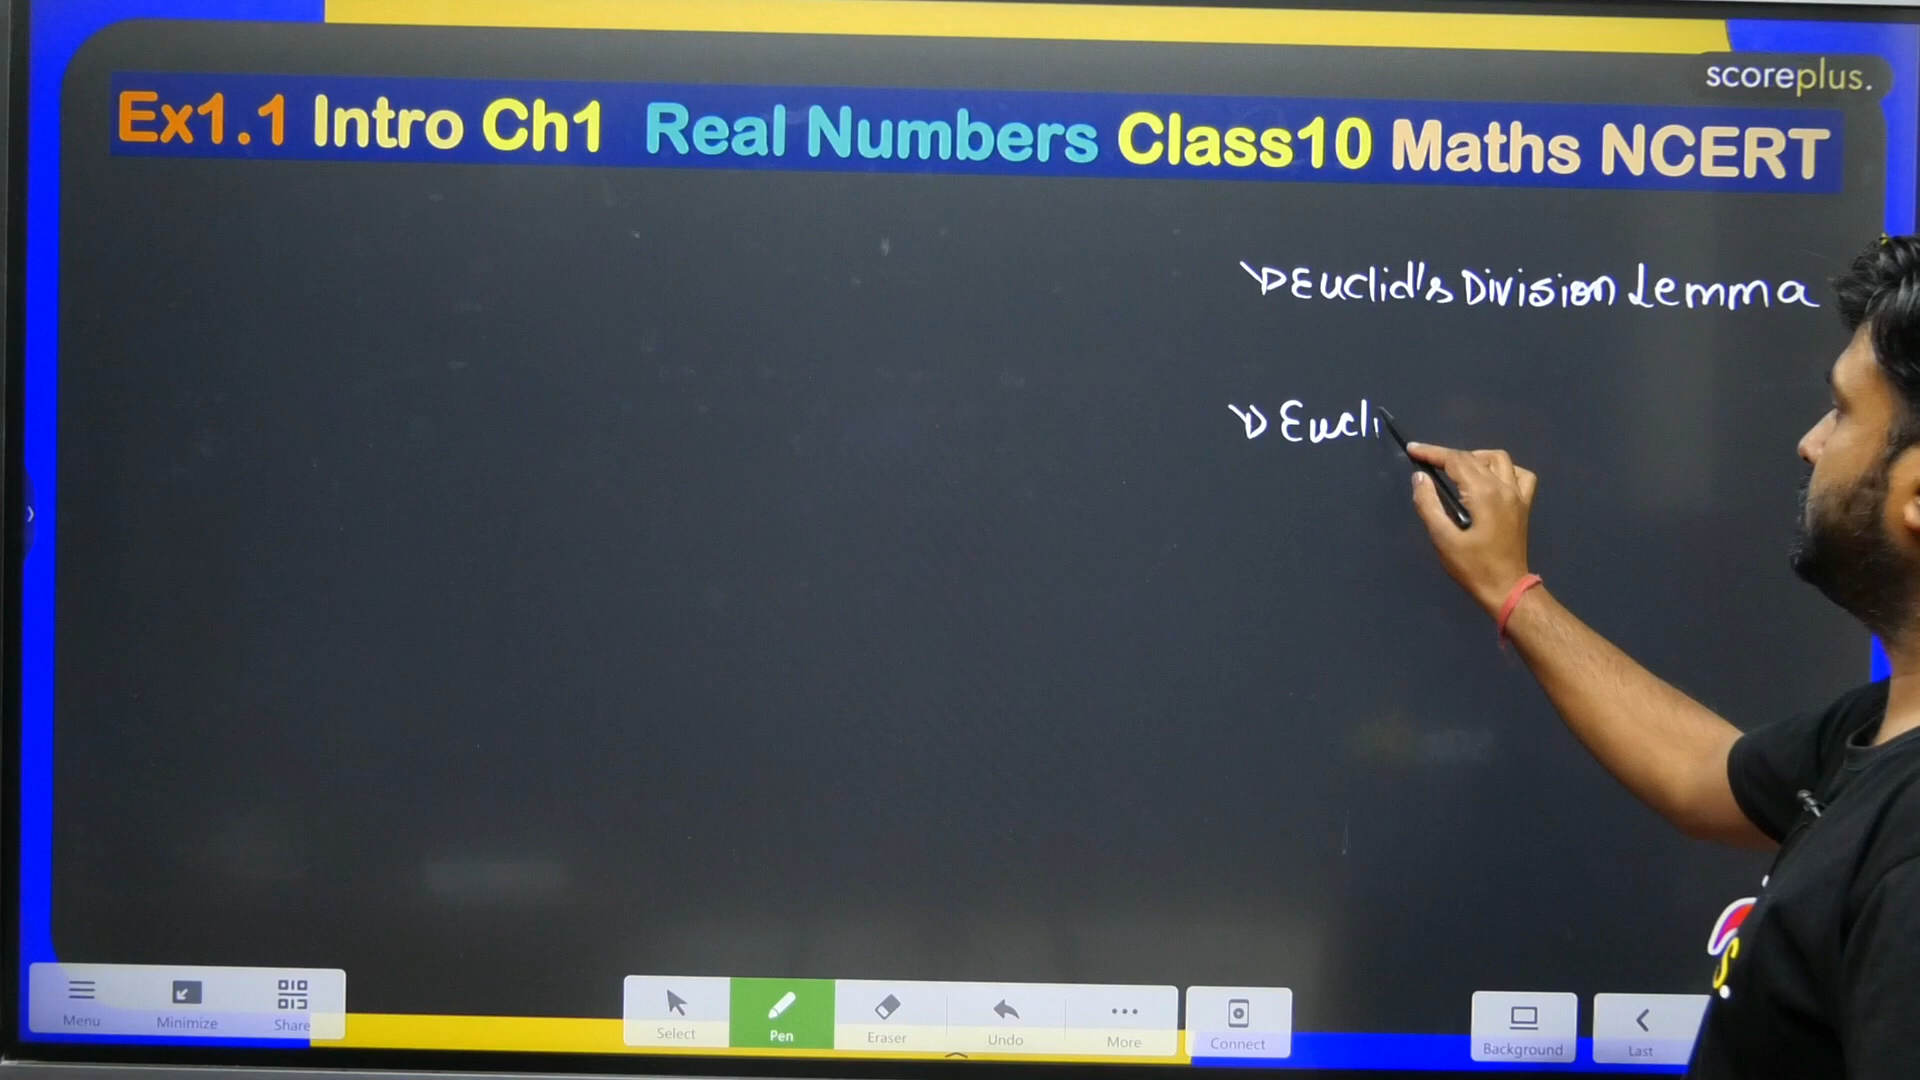 scoreplus.
Ex1.1 Intro Ch1 Real Numbers Class10 Maths NCERT
Euclid's Division Lemma
Eucli
Menu
Minimize
Share
Select
Pen
Eraser
Undo
More
Connect
Background
Last